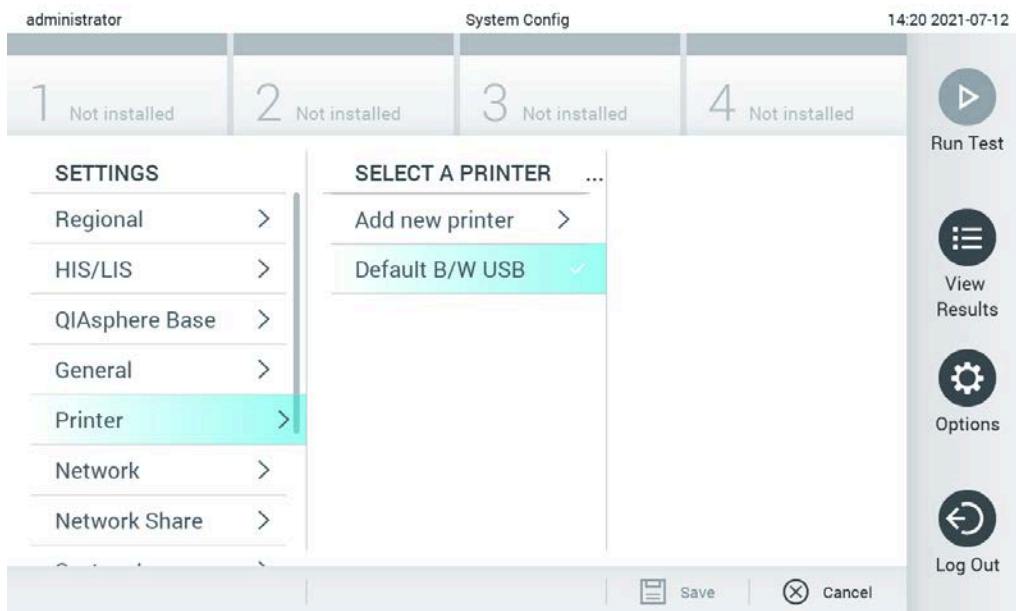 administrator System Config 14:20 2021-07-12
1 Not installed 2 Not installed 3 Not installed 4 Not installed
Run Test
SETTINGS
Regional
HIS/LIS
QIAsphere Base
General
Printer
Network
Network Share
SELECT A PRINTER ...
Add new printer
Default B/W USB
View
Results
Options
Log Out
Save Cancel